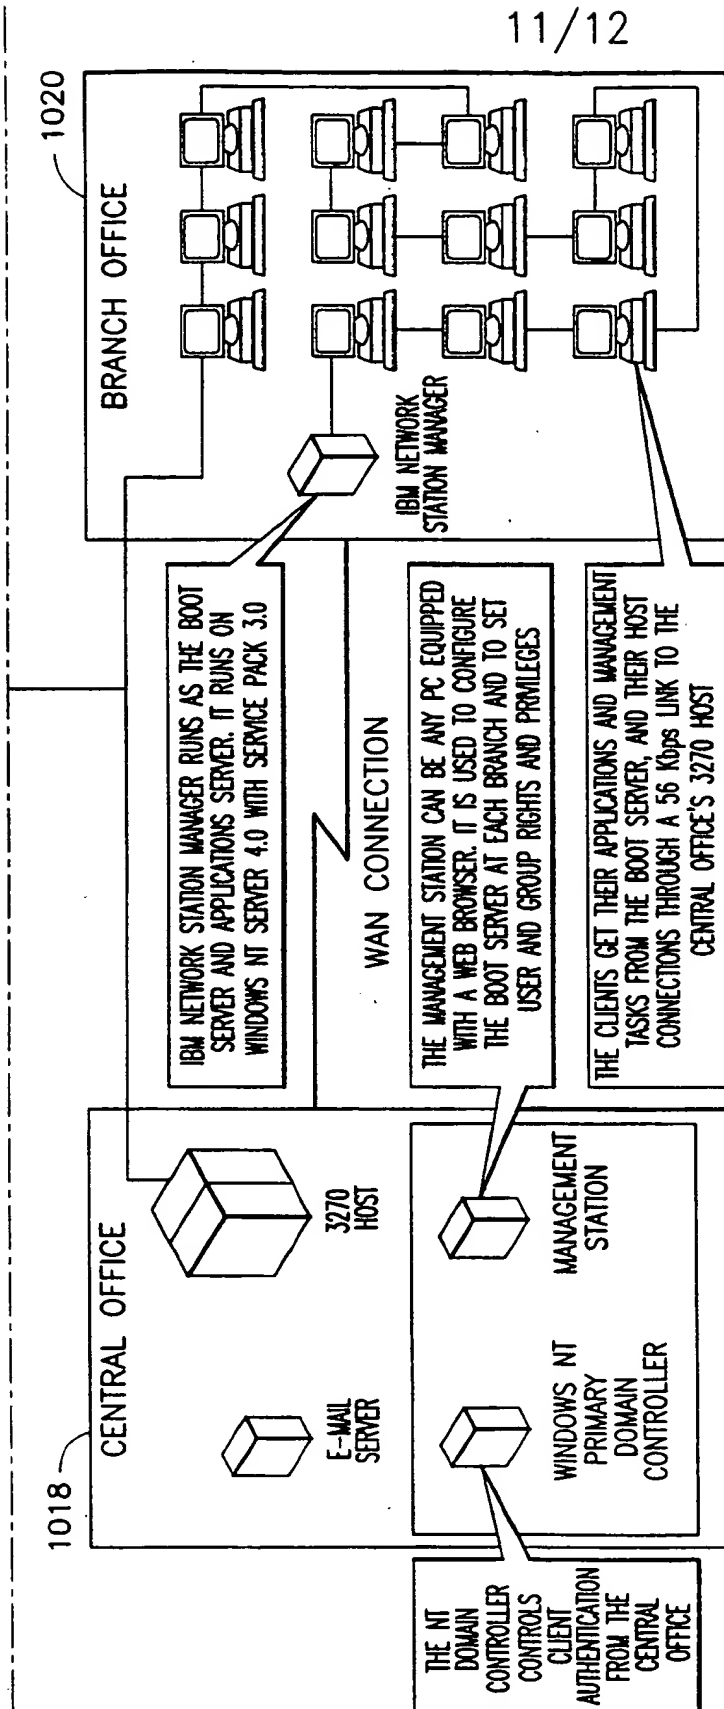 11/12
1018
CENTRAL OFFICE
E-MAIL
SERVER
3270
HOST
WINDOWS NT
PRIMARY
DOMAIN
CONTROLLER
MANAGEMENT
STATION
THE NT
DOMAIN
CONTROLLER
CONTROLS
CLIENT
AUTHENTICATION
FROM THE
CENTRAL
OFFICE
IBM NETWORK STATION MANAGER RUNS AS THE BOOT
SERVER AND APPLICATIONS SERVER. IT RUNS ON
WINDOWS NT SERVER 4.0 WITH SERVICE PACK 3.0
WAN CONNECTION
THE MANAGEMENT STATION CAN BE ANY PC EQUIPPED
WITH A WEB BROWSER. IT IS USED TO CONFIGURE
THE BOOT SERVER AT EACH BRANCH AND TO SET
USER AND GROUP RIGHTS AND PRIVILEGES
THE CLIENTS GET THEIR APPLICATIONS AND MANAGEMENT
TASKS FROM THE BOOT SERVER, AND THEIR HOST
CONNECTIONS THROUGH A 56 Kbps LINK TO THE
CENTRAL OFFICE'S 3270 HOST
1020
BRANCH OFFICE
IBM NETWORK
STATION MANAGER